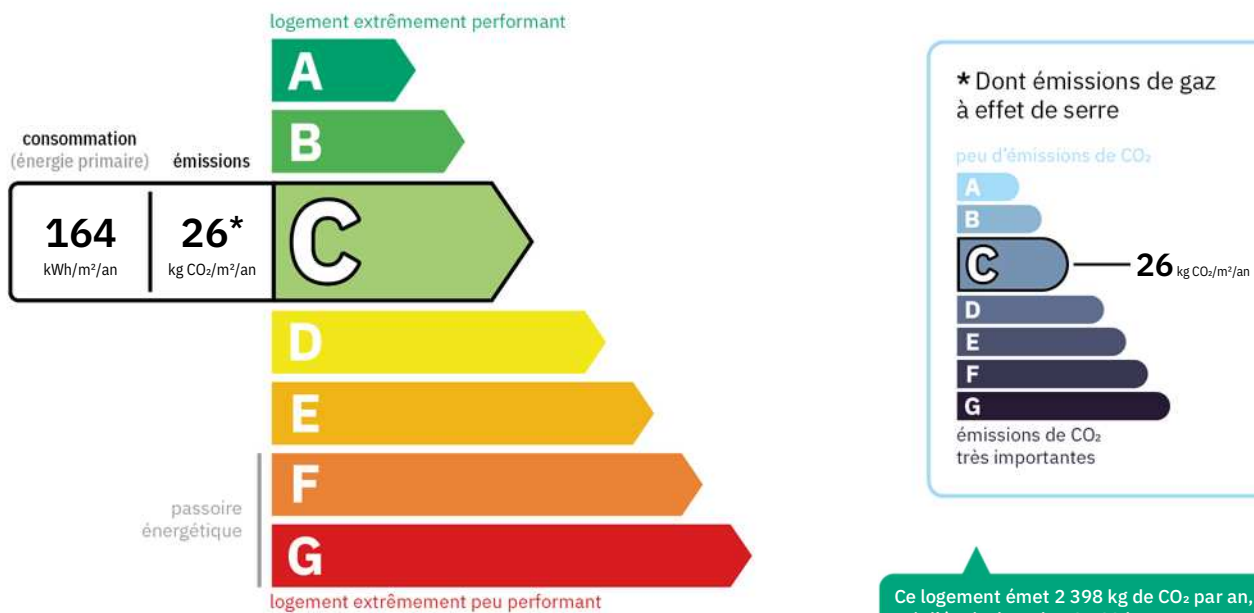 logement extrêmement performant
A
B
consommation
(énergie primaire)
émissions
164
kWh/m²/an
26*
kg CO₂/m²/an
C
D
E
F
G
passoire
énergétique
logement extrêmement peu performant
* Dont émissions de gaz
à effet de serre
peu d'émissions de CO₂
A
B
C
26 kg CO₂/m²/an
D
E
F
G
émissions de CO₂
très importantes
Ce logement émet 2 398 kg de CO₂ par an,